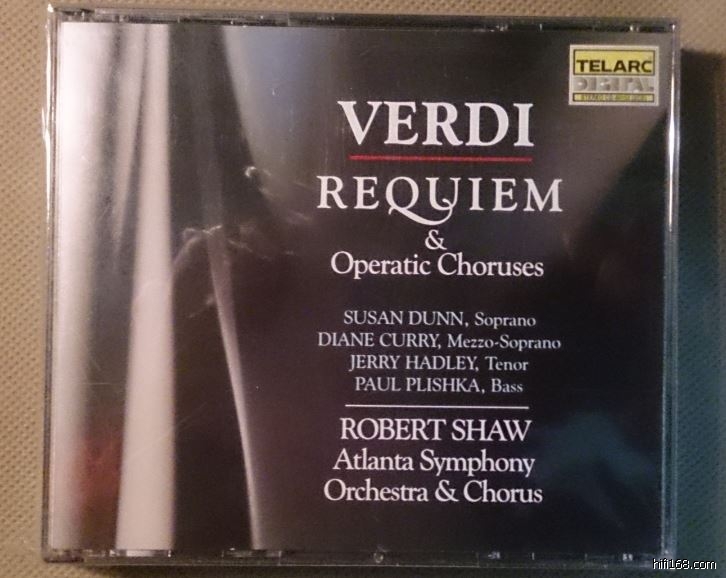 TELARC
DIGITAL
VERDI
REQUIEM
&
Operatic Choruses
SUSAN DUNN, Soprano
DIANE CURRY, Mezzo-Soprano
JERRY HADLEY, Tenor
PAUL PLISHKA, Bass
ROBERT SHAW
Atlanta Symphony
Orchestra & Chorus
hifi168.com